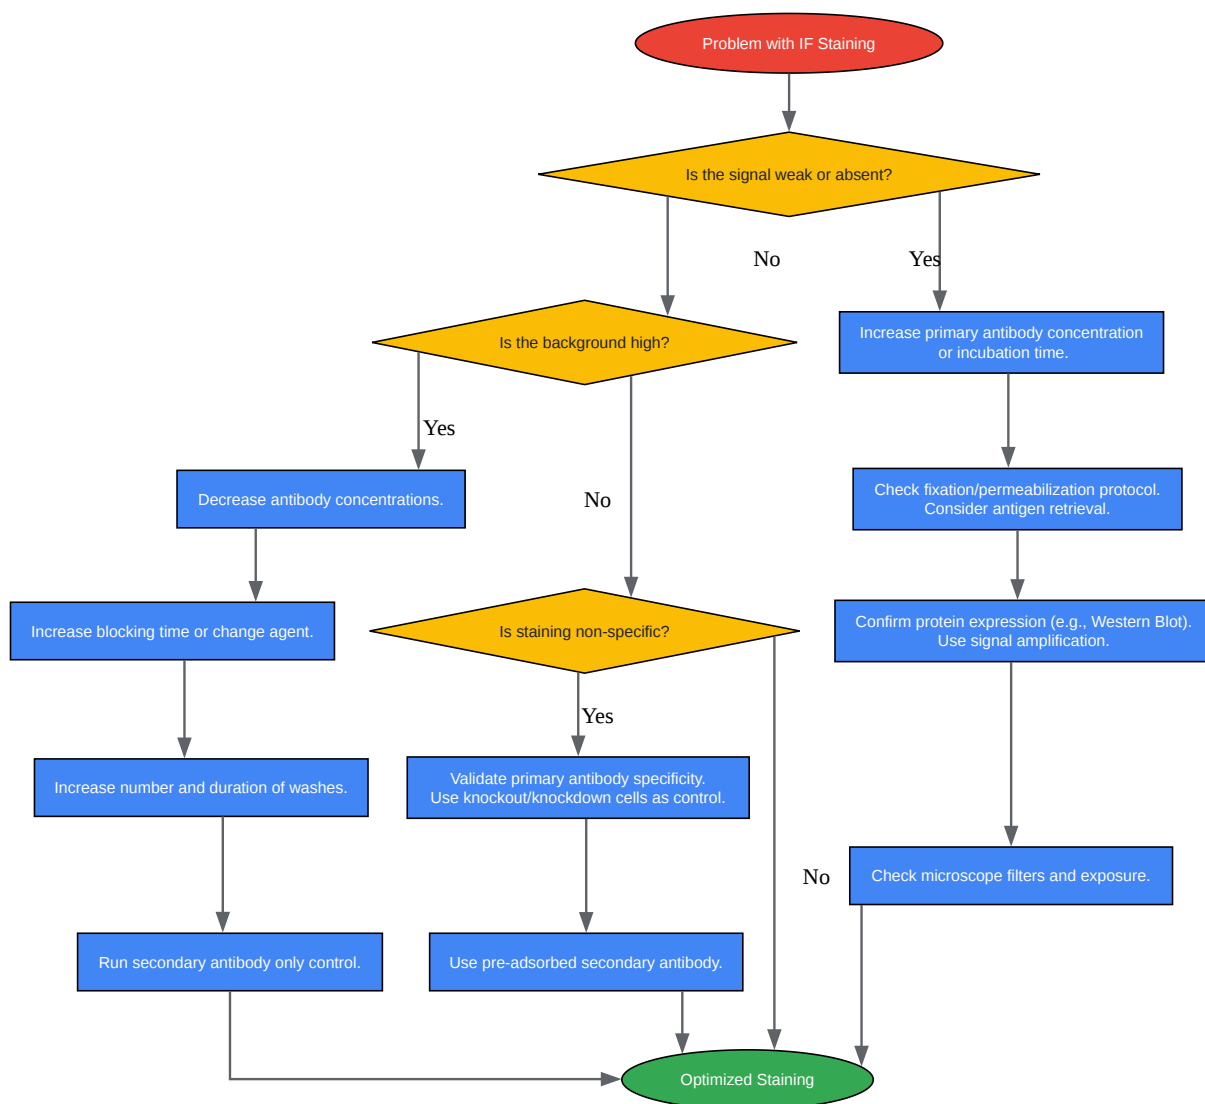 Problem with IF Staining
Is the signal weak or absent?
No
Yes
Is the background high?
Increase primary antibody concentration
or incubation time.
Yes
Decrease antibody concentrations.
No
Check fixation/permeabilization protocol.
Consider antigen retrieval.
Increase blocking time or change agent.
Is staining non-specific?
Confirm protein expression (e.g., Western Blot).
Use signal amplification.
Yes
Increase number and duration of washes.
Validate primary antibody specificity.
Use knockout/knockdown cells as control.
No
Check microscope filters and exposure.
Run secondary antibody only control.
Use pre-adsorbed secondary antibody.
Optimized Staining